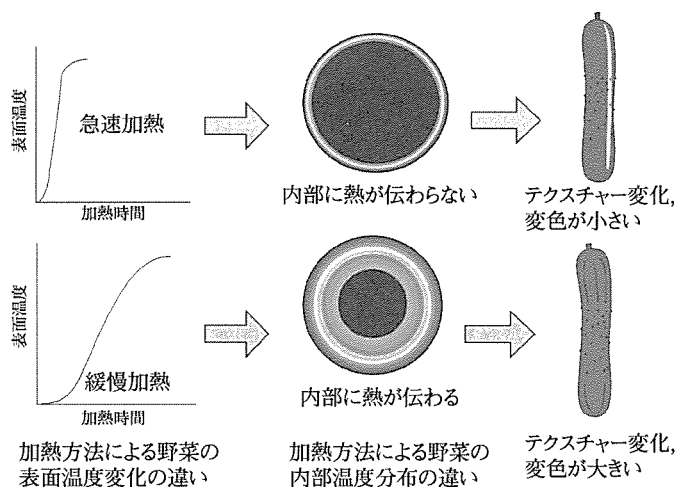 表面温度
急速加熱
加熱時間
内部に熱が伝わらない
テクスチャー変化,
変色が小さい
表面温度
緩慢加熱
加熱時間
内部に熱が伝わる
テクスチャー変化,
変色が大きい
加熱方法による野菜の
表面温度変化の違い
加熱方法による野菜の
内部温度分布の違い